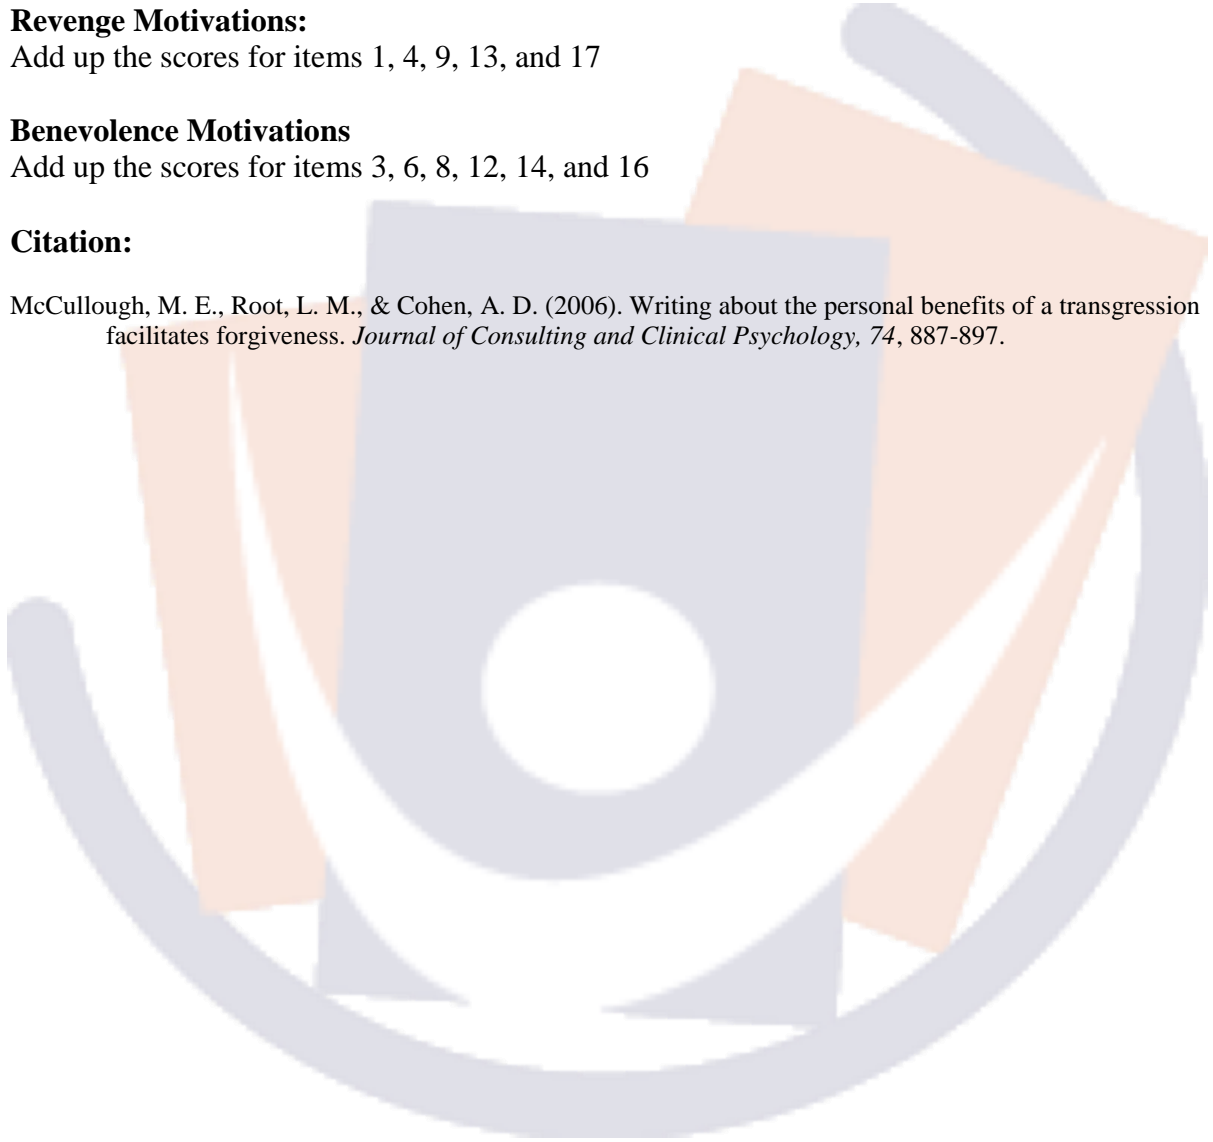 Revenge Motivations:
Add up the scores for items 1, 4, 9, 13, and 17
Benevolence Motivations
Add up the scores for items 3, 6, 8, 12, 14, and 16
Citation:
McCullough, M. E., Root, L. M., & Cohen, A. D. (2006). Writing about the personal benefits of a transgression
facilitates forgiveness. Journal of Consulting and Clinical Psychology, 74, 887-897.